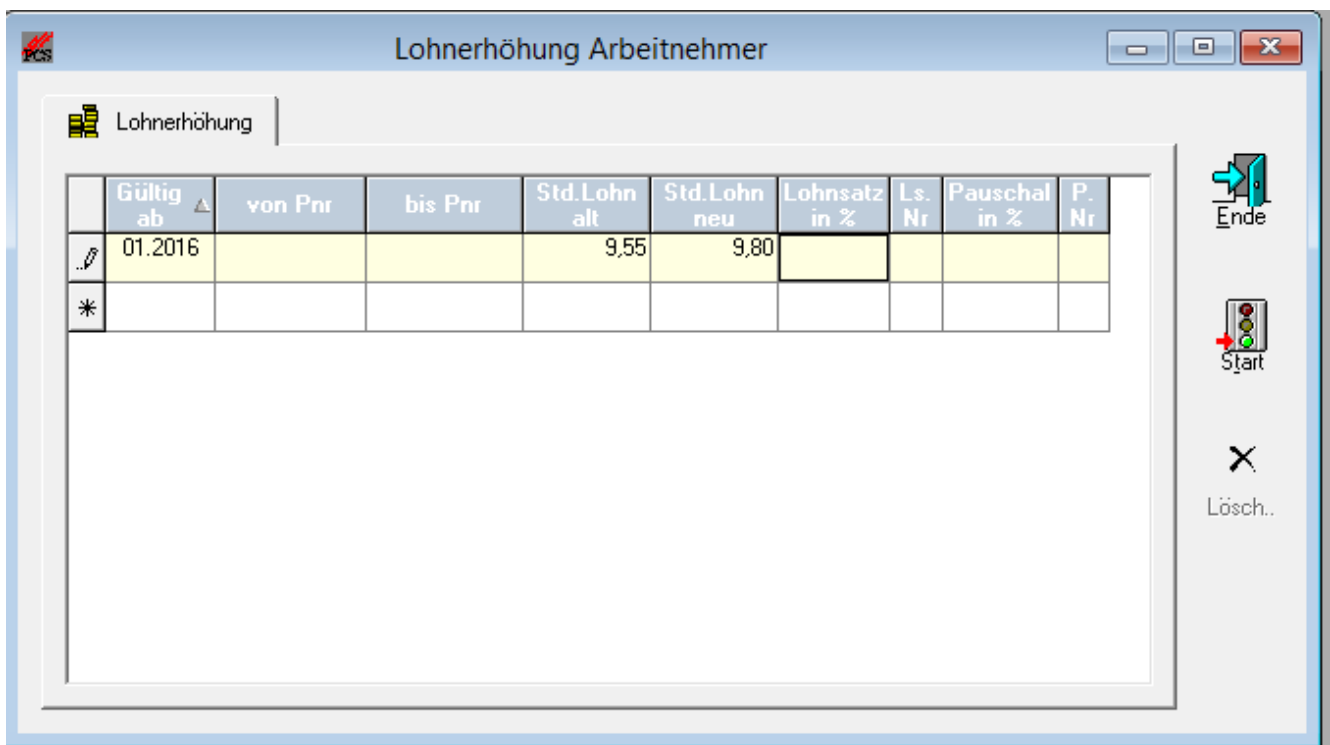 PCS
Lohnerhöhung Arbeitnehmer
Lohnerhöhung
Gültig ab von Pnr bis Pnr Std.Lohn alt Std.Lohn neu Lohnsatz in % Ls. Nr Pauschal in % P. Nr
01.2016 9,55 9,80
Ende
Start
Lösch..